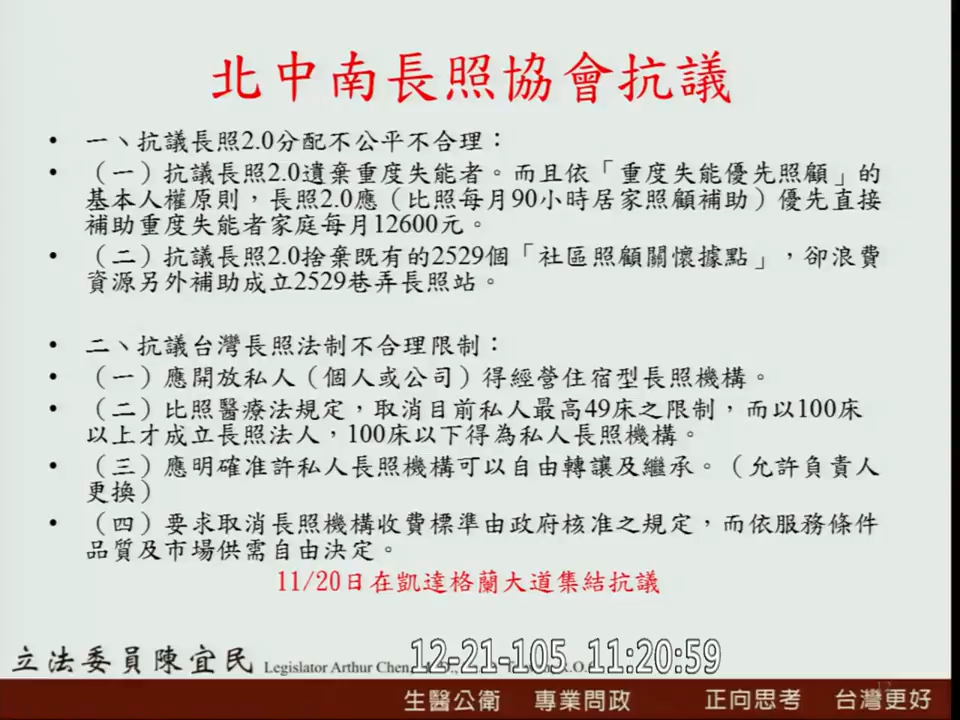 北中南長照協會抗議
• 一、抗議長照2.0分配不公平不合理：
• （一）抗議長照2.0遺棄重度失能者。而且依「重度失能優先照顧」的
基本人權原則，長照2.0應（比照每月90小時居家照顧補助）優先直接
補助重度失能者家庭每月12600元。
• （二）抗議長照2.0捨棄既有的2529個「社區照顧關懷據點」，卻浪費
資源另外補助成立2529巷弄長照站。
• 二、抗議台灣長照法制不合理限制：
• （一）應開放私人（個人或公司）得經營住宿型長照機構。
• （二）比照醫療法規定，取消目前私人最高49床之限制，而以100床
以上才成立長照法人，100床以下得為私人長照機構。
• （三）應明確准許私人長照機構可以自由轉讓及繼承。（允許負責人
更換）
• （四）要求取消長照機構收費標準由政府核准之規定，而依服務條件
品質及市場供需自由決定。
11/20日在凱達格蘭大道集結抗議
立法委員陳宜民 Legislator Arthur Chen
12-21-105 11:20:59
生醫公衛 專業問政 正向思考 台灣更好